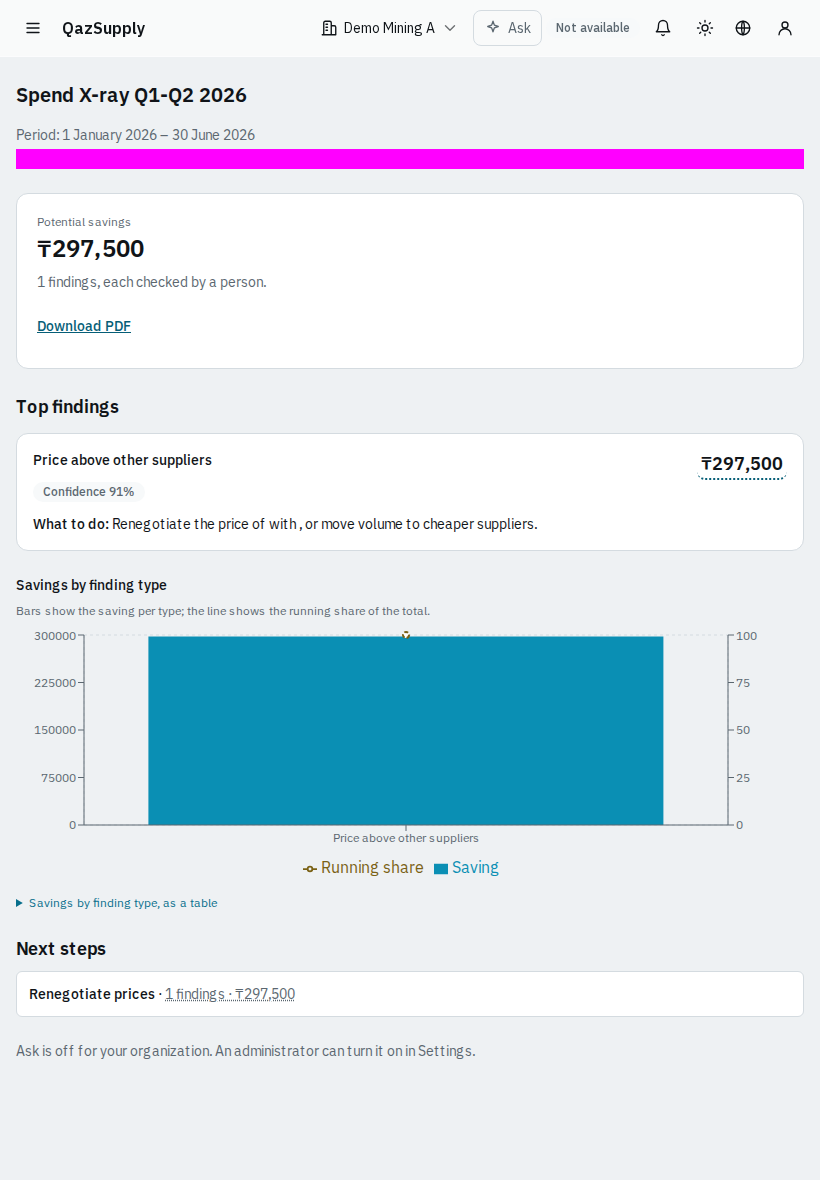 QazSupply
Demo Mining A
Ask
Not available
Spend X-ray Q1-Q2 2026
Period: 1 January 2026 – 30 June 2026
Potential savings
₸297,500
1 findings, each checked by a person.
Download PDF
Top findings
Price above other suppliers
₸297,500
Confidence 91%
What to do: Renegotiate the price of with , or move volume to cheaper suppliers.
Savings by finding type
Bars show the saving per type; the line shows the running share of the total.
300000
225000
150000
75000
0
100
75
50
25
0
Price above other suppliers
Running share
Saving
Savings by finding type, as a table
Next steps
Renegotiate prices · 1 findings · ₸297,500
Ask is off for your organization. An administrator can turn it on in Settings.